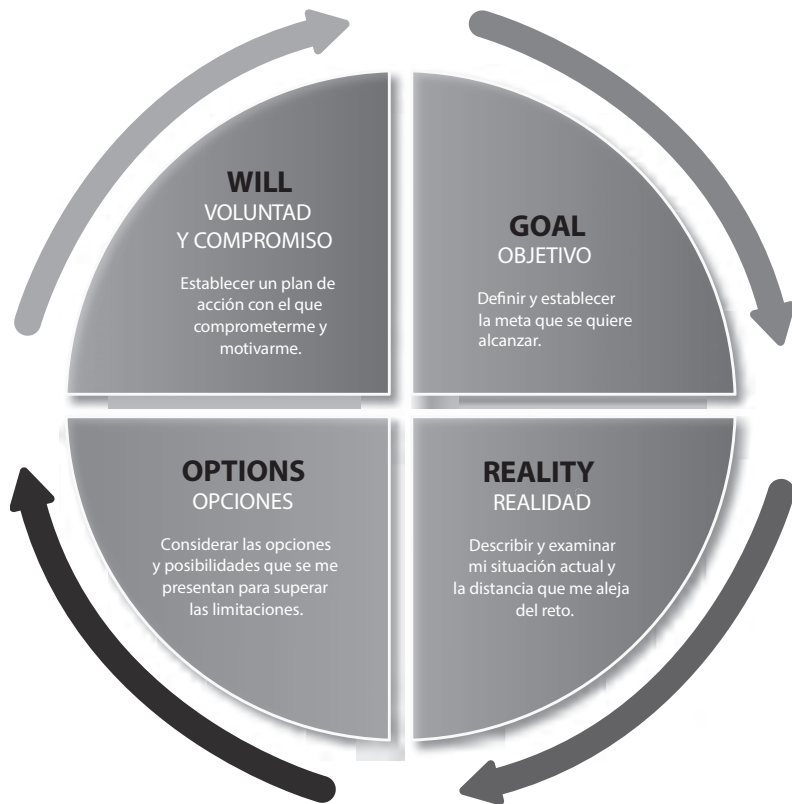 WILL
VOLUNTAD
Y COMPROMISO
Establecer un plan de
acción con el que
comprometerme y
motivarme.
GOAL
OBJETIVO
Definir y establecer
la meta que se quiere
alcanzar.
OPTIONS
OPCIONES
Considerar las opciones
y posibilidades que se me
presentan para superar
las limitaciones.
REALITY
REALIDAD
Describir y examinar
mi situación actual y
la distancia que me aleja
del reto.